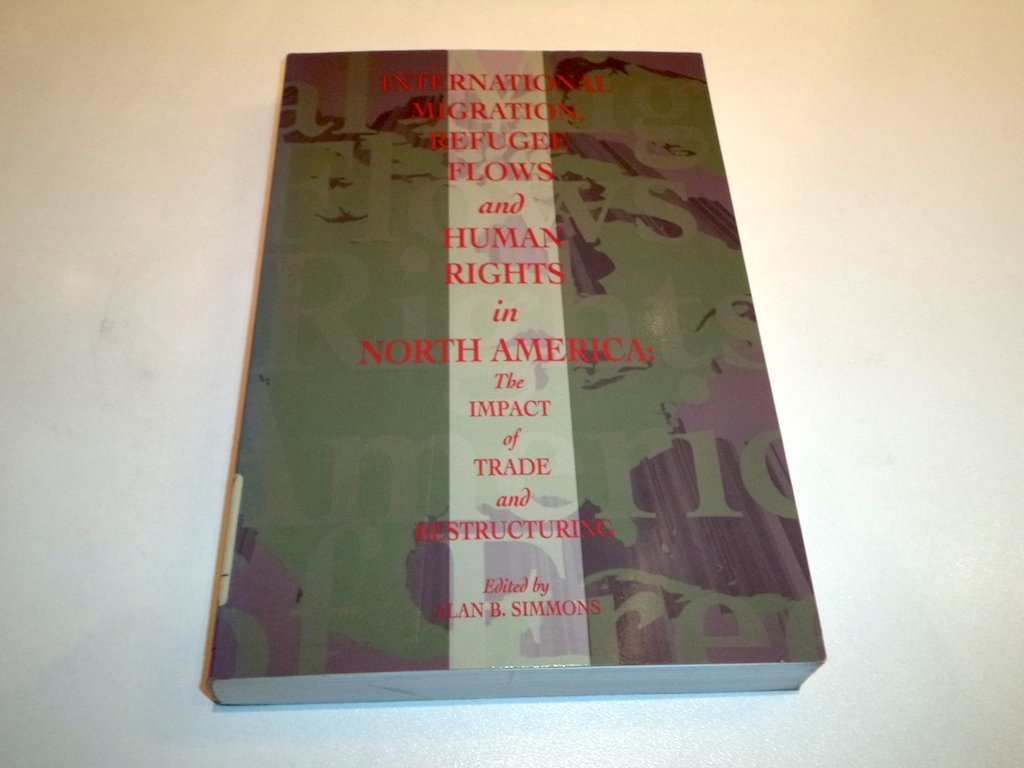 INTERNATIONAL
MIGRATION,
REFUGEE
FLOWS
and
HUMAN
RIGHTS
in
NORTH AMERICA:
The
IMPACT
of
TRADE
and
RESTRUCTURING
Edited by
ALAN B. SIMMONS